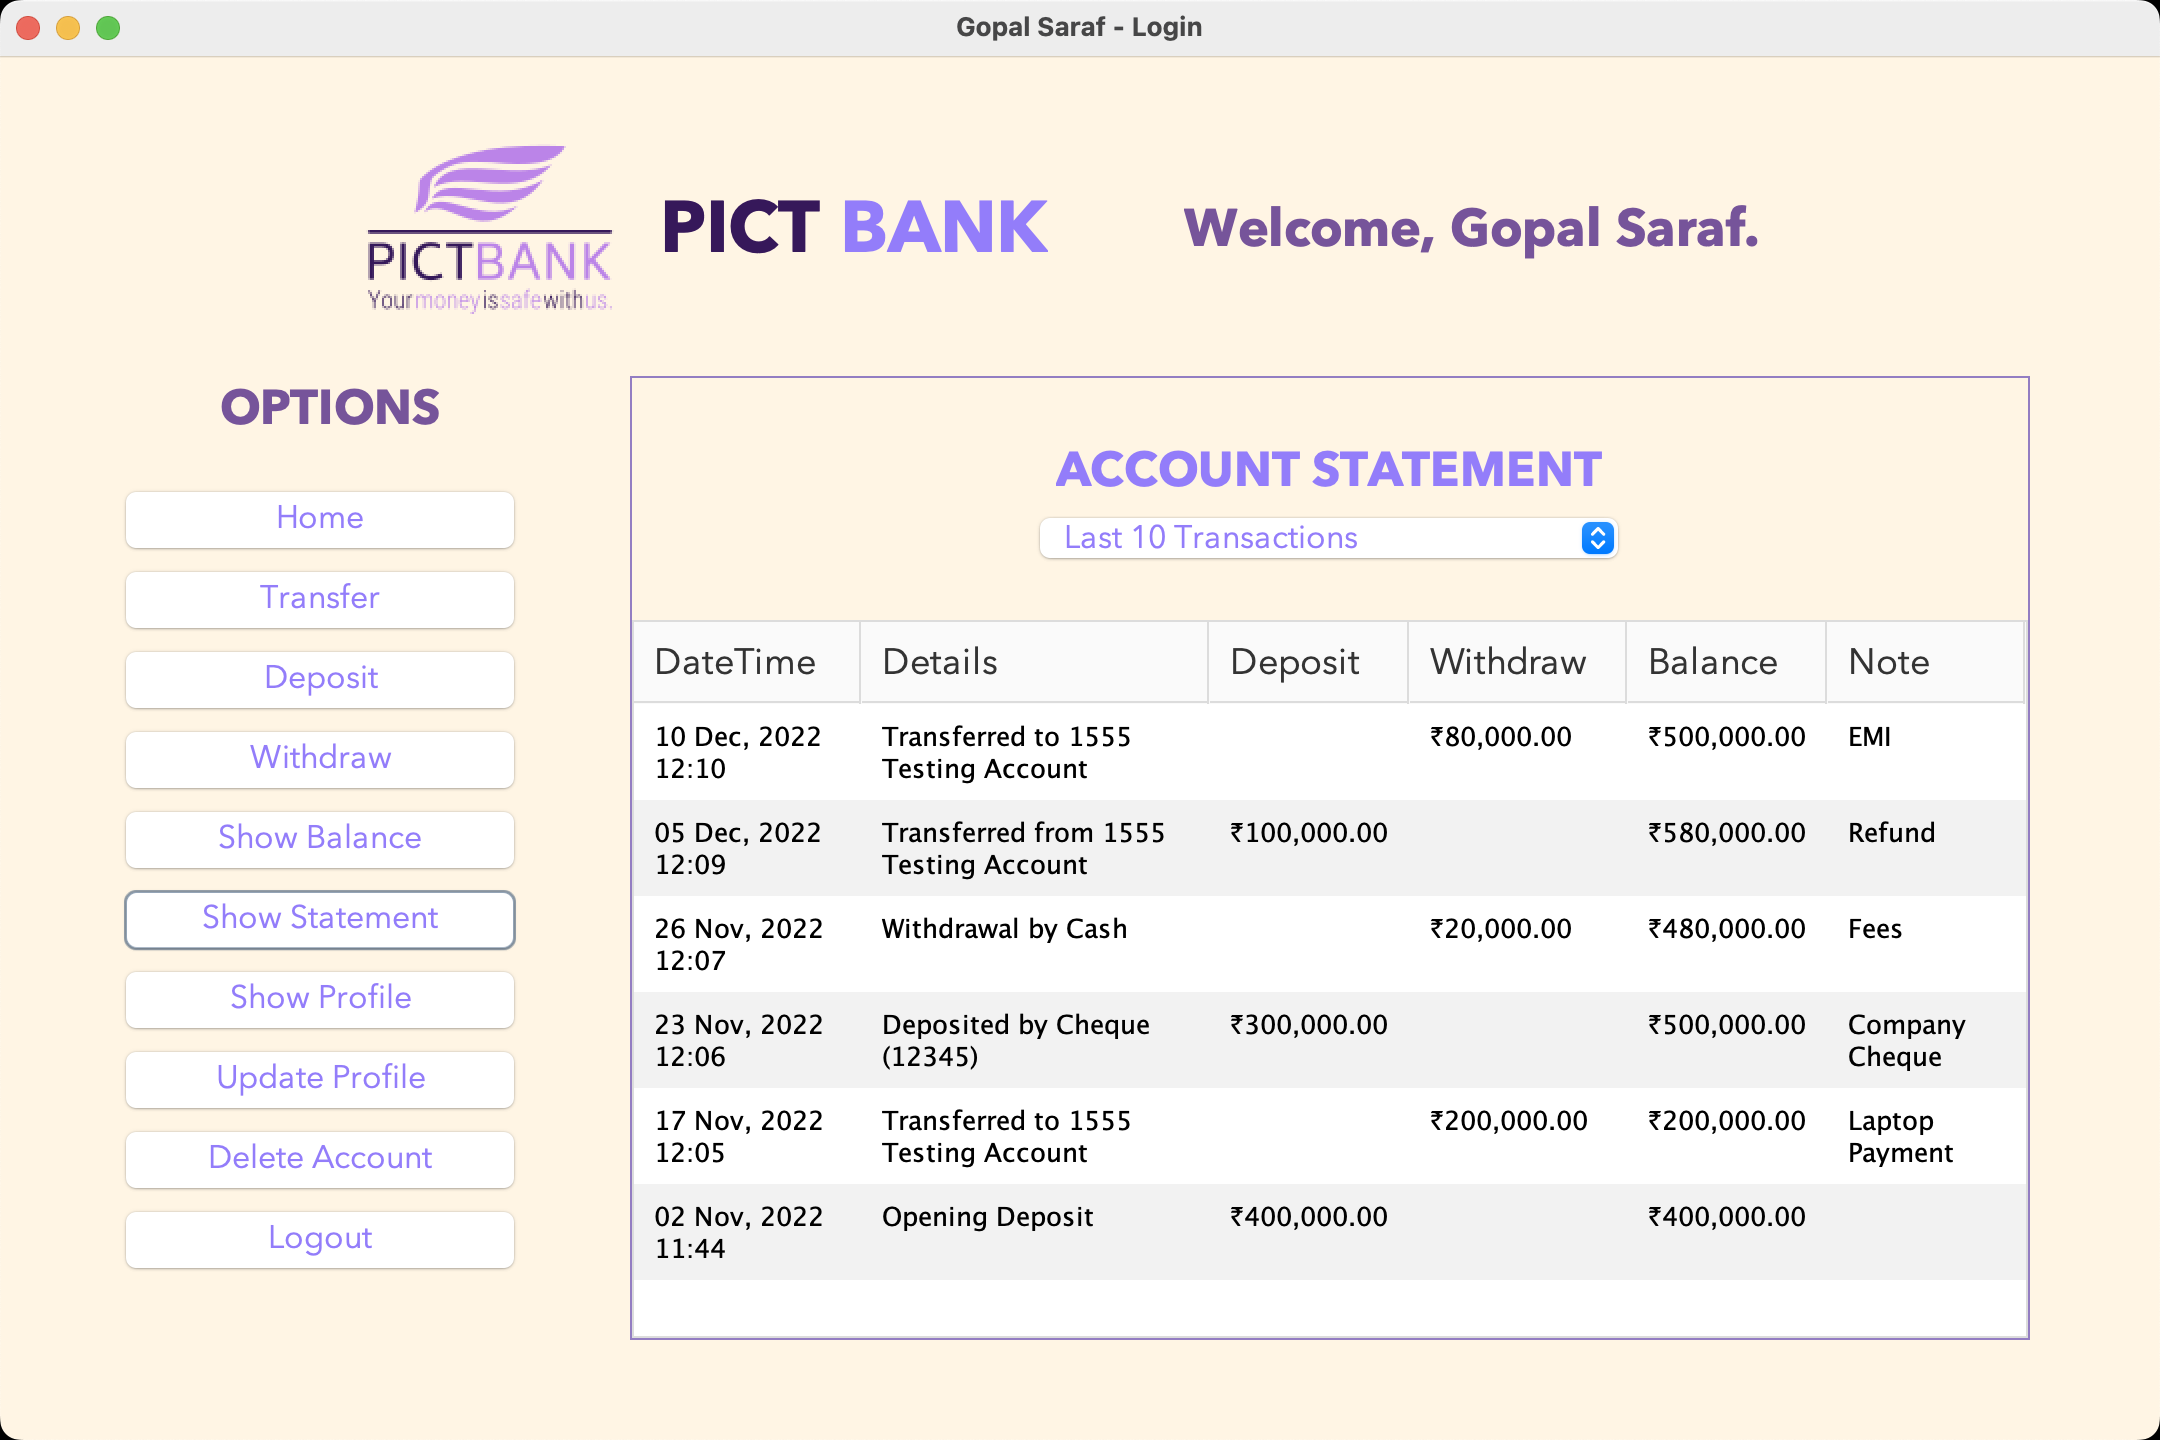 Gopal Saraf - Login
PICTBANK
Yourmoneyissafewithus.
PICT BANK
Welcome, Gopal Saraf.
OPTIONS
Home
Transfer
Deposit
Withdraw
Show Balance
Show Statement
Show Profile
Update Profile
Delete Account
Logout
ACCOUNT STATEMENT
Last 10 Transactions
DateTime Details Deposit Withdraw Balance Note
10 Dec, 2022 Transferred to 1555 ₹80,000.00 ₹500,000.00 EMI
12:10 Testing Account
05 Dec, 2022 Transferred from 1555 ₹100,000.00 ₹580,000.00 Refund
12:09 Testing Account
26 Nov, 2022 Withdrawal by Cash ₹20,000.00 ₹480,000.00 Fees
12:07
23 Nov, 2022 Deposited by Cheque ₹300,000.00 ₹500,000.00 Company
12:06 (12345) Cheque
17 Nov, 2022 Transferred to 1555 ₹200,000.00 ₹200,000.00 Laptop
12:05 Testing Account Payment
02 Nov, 2022 Opening Deposit ₹400,000.00 ₹400,000.00
11:44